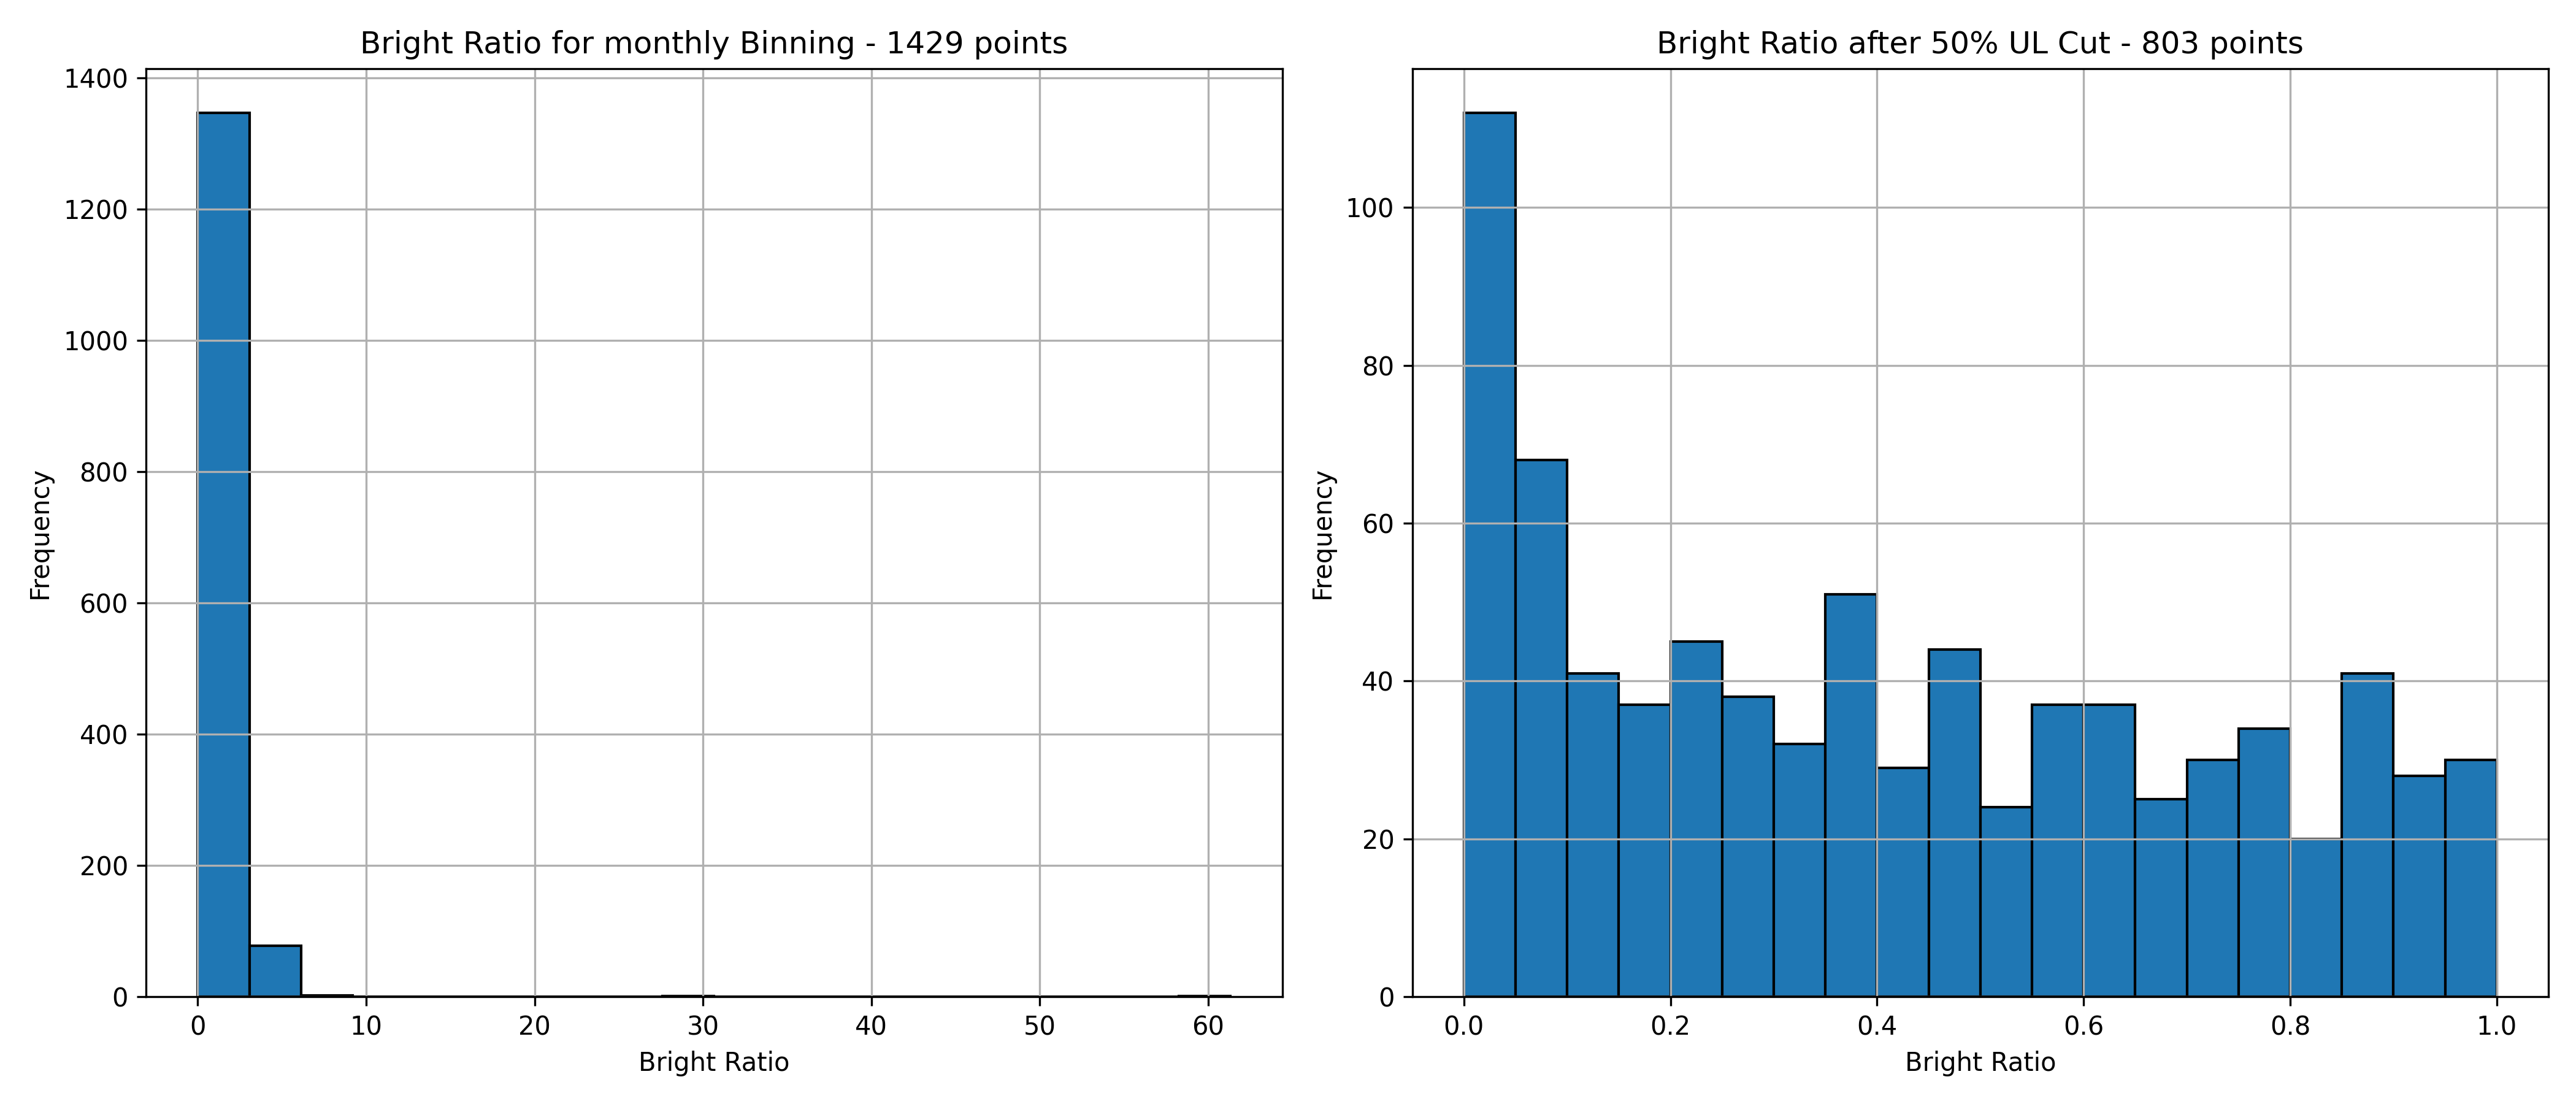 Bright Ratio for monthly Binning - 1429 points
1400
1200
1000
800
600
400
200
0
Frequency
0 10 20 30 40 50 60
Bright Ratio
Bright Ratio after 50% UL Cut - 803 points
100
80
60
40
20
0
Frequency
0.0 0.2 0.4 0.6 0.8 1.0
Bright Ratio